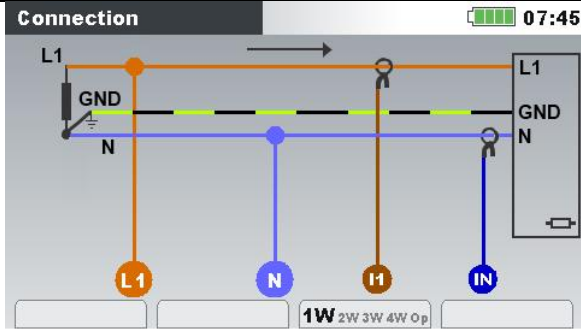 Connection 07:45
L1 L1
GND GND
N N
L1 N I1 IN
1W 2W 3W 4W Op